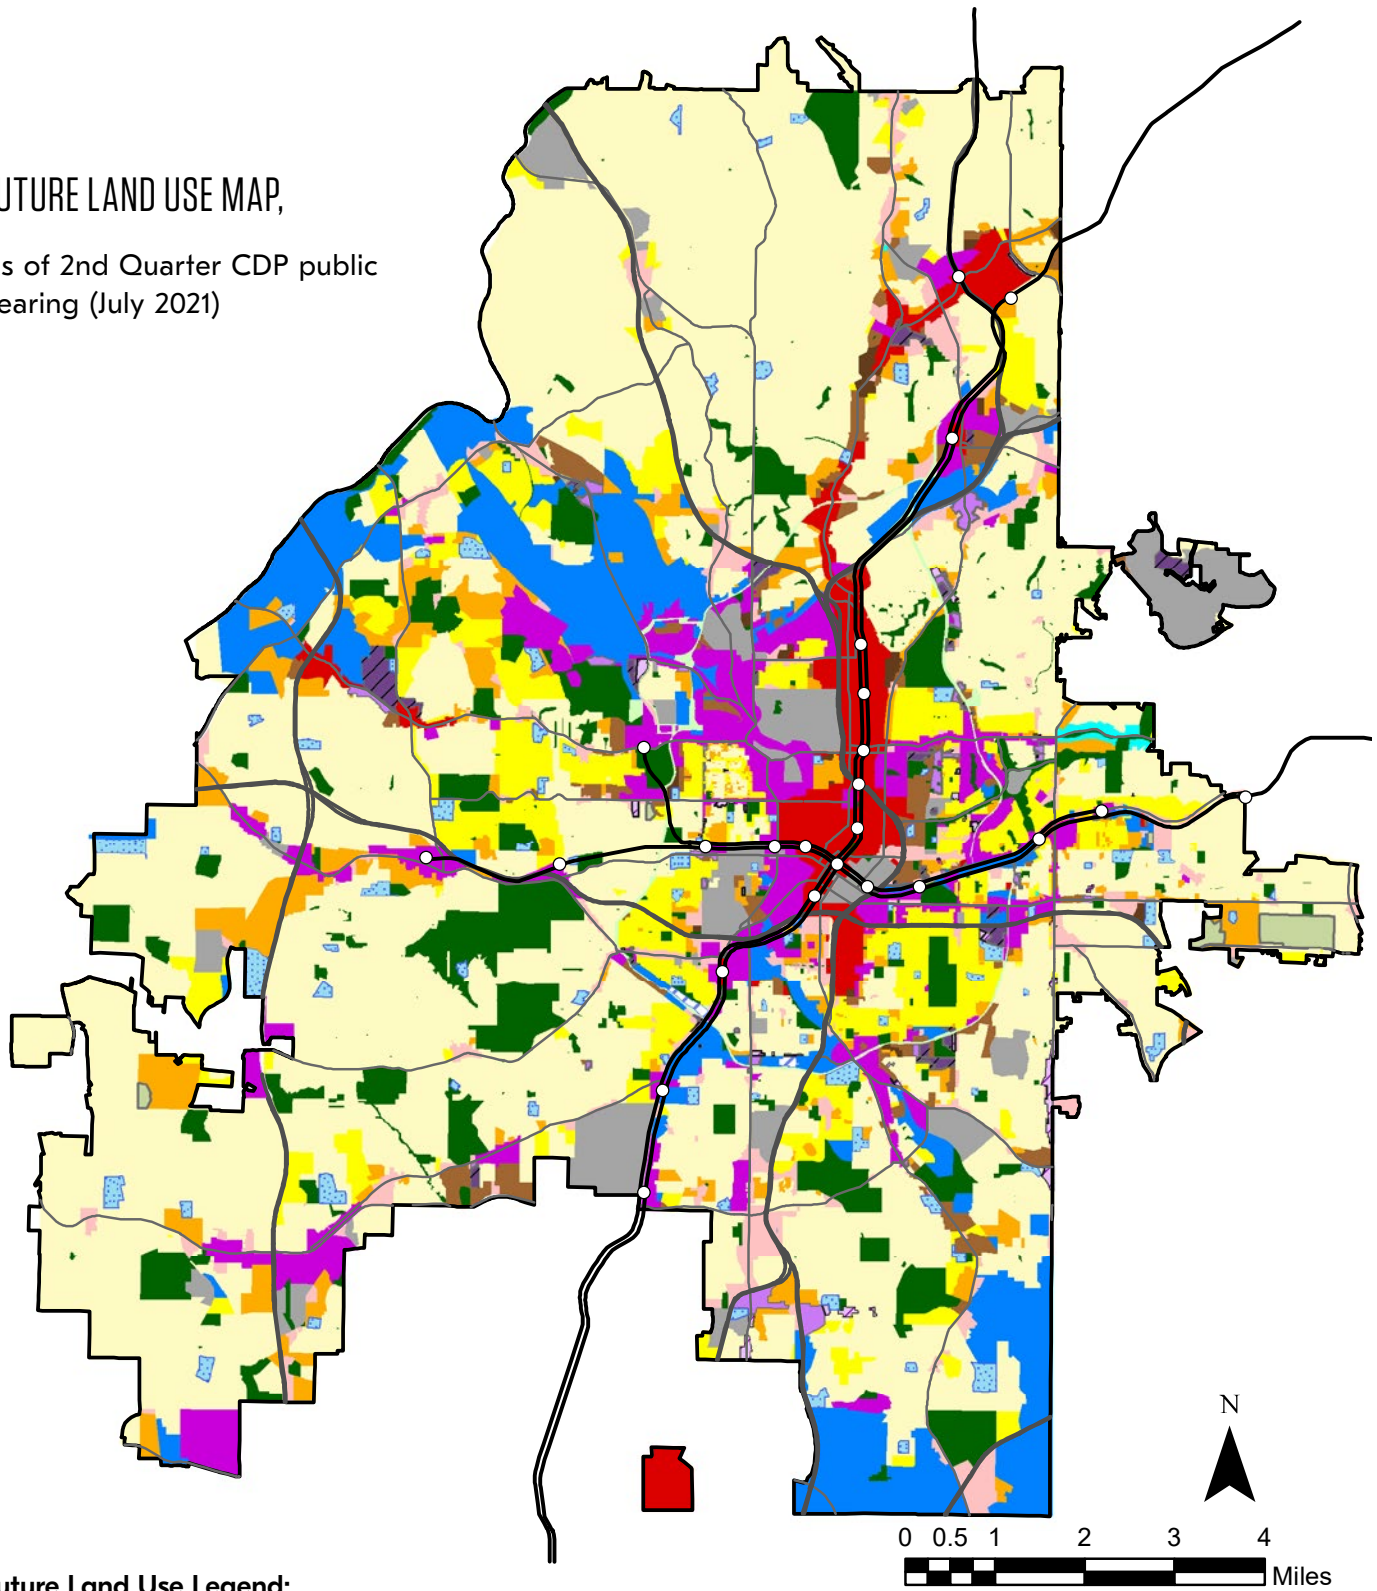 UTURE LAND USE MAP,
s of 2nd Quarter CDP public
earing (July 2021)
N
0 0.5 1 2 3 4
Miles
uture Land Use Legend: